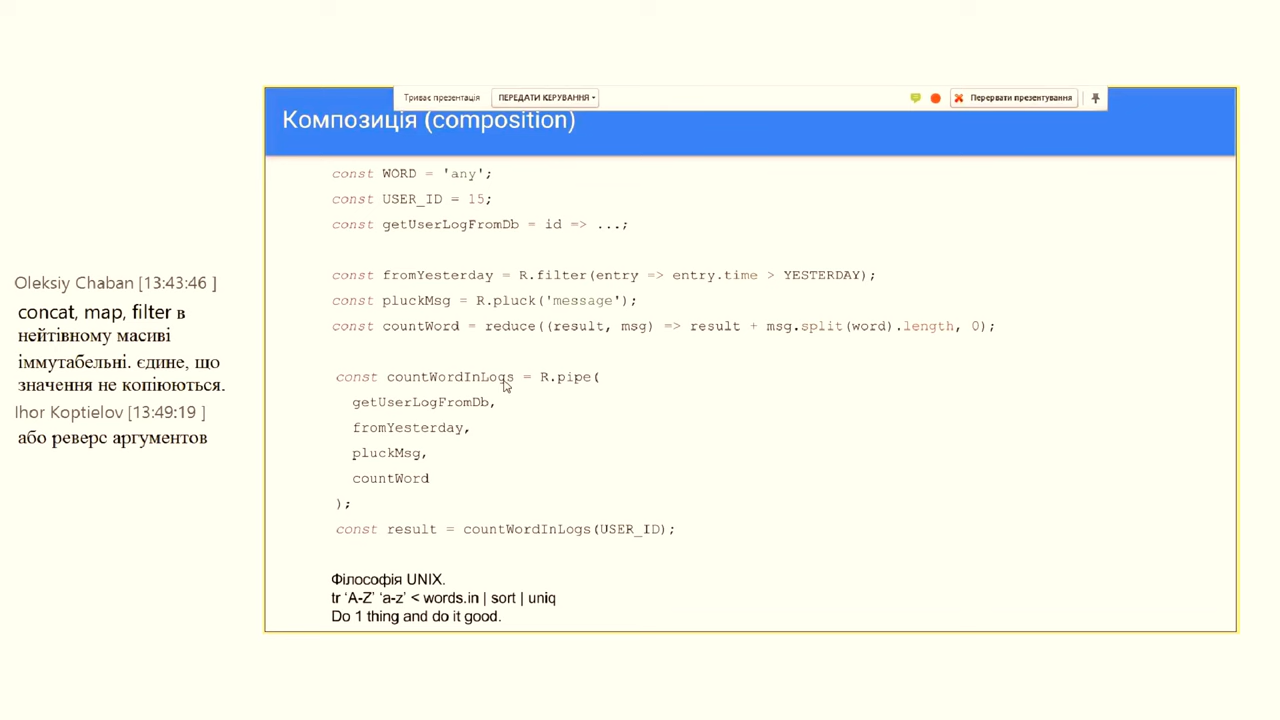 Триває презентація
ПЕРЕДАТИ КЕРУВАННЯ
Перервати презентування
Композиція (composition)
const WORD = 'any';
const USER_ID = 15;
const getUserLogFromDb = id => ...;
const fromYesterday = R.filter(entry => entry.time > YESTERDAY);
const pluckMsg = R.pluck('message');
const countWord = reduce((result, msg) => result + msg.split(word).length, 0);
const countWordInLogs = R.pipe(
getUserLogFromDb,
fromYesterday,
pluckMsg,
countWord
);
const result = countWordInLogs(USER_ID);
Філософія UNIX.
tr ‘A-Z’ ‘a-z’ < words.in | sort | uniq
Do 1 thing and do it good.
Oleksiy Chaban [13:43:46 ]
concat, map, filter в
нейтівному масиві
іммутабельні. єдине, що
значення не копіюються.
Ihor Koptielov [13:49:19 ]
або реверс аргументов